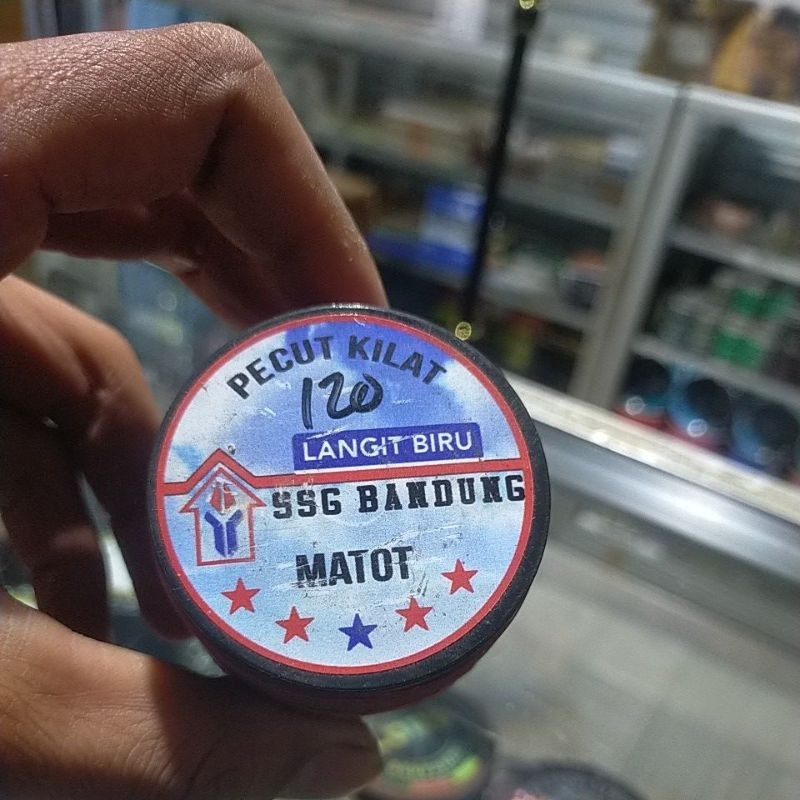 PECUT KILAT
120
LANGIT BIRU
SSG BANDUNG
MATOT